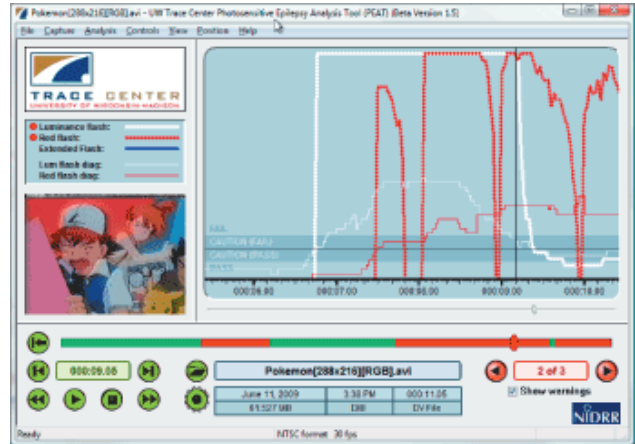 Pokemon[288x216][RGB].avi - UW Trace Center Photosensitive Epilepsy Analysis Tool (PEAT) (Beta Version 1.5)
File Capture Analysis Controls View Position Help
TRACE CENTER
UNIVERSITY OF WISCONSIN-MADISON
Luminance flash:
Red flash:
Extended Flash:
Lum flash diag:
Red flash diag:
FAIL
CAUTION (FAIL)
CAUTION (PASS)
PASS
000:06.00 000:07.00 000:08.00 000:09.00 000:10.00
000:09.08
Pokemon[288x216][RGB].avi
2 of 3
June 11, 2009 3:38 PM 000:11.05
61.527 MB DIB DV File
Show warnings
NIDRR
Ready NTSC format 30 fps